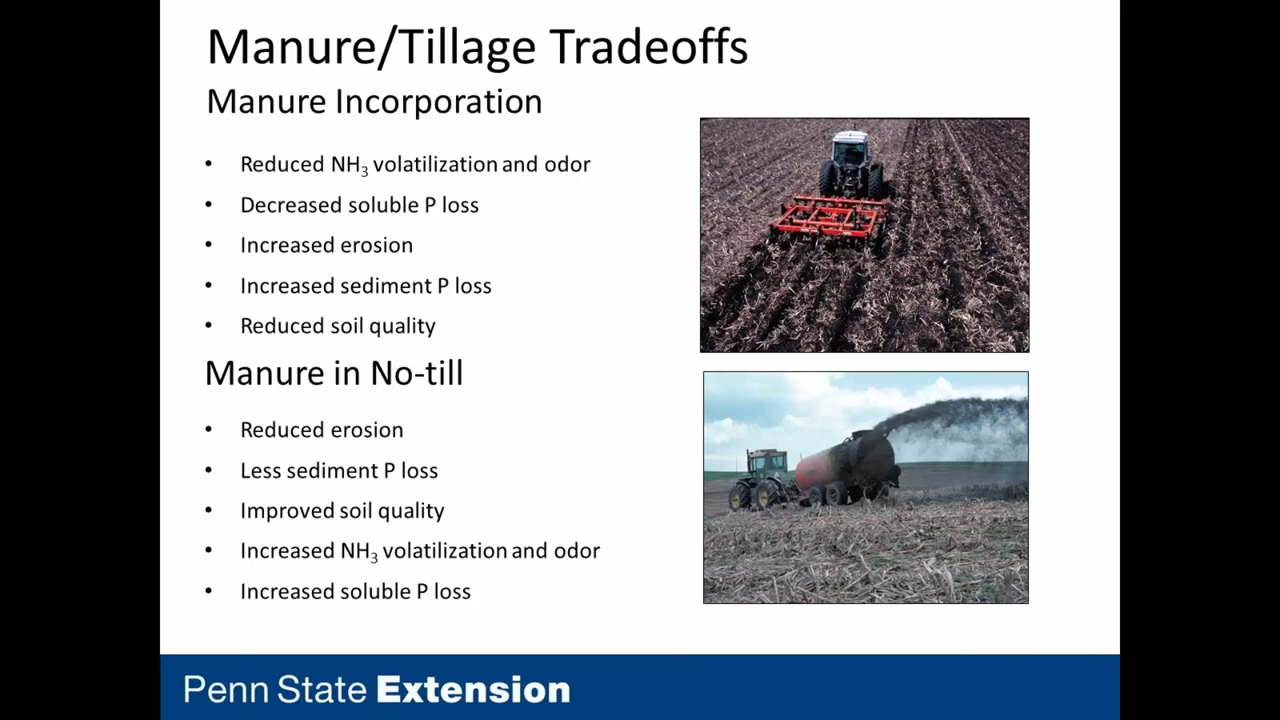 Manure/Tillage Tradeoffs
Manure Incorporation
• Reduced NH₃ volatilization and odor
• Decreased soluble P loss
• Increased erosion
• Increased sediment P loss
• Reduced soil quality
Manure in No-till
• Reduced erosion
• Less sediment P loss
• Improved soil quality
• Increased NH₃ volatilization and odor
• Increased soluble P loss
Penn State Extension